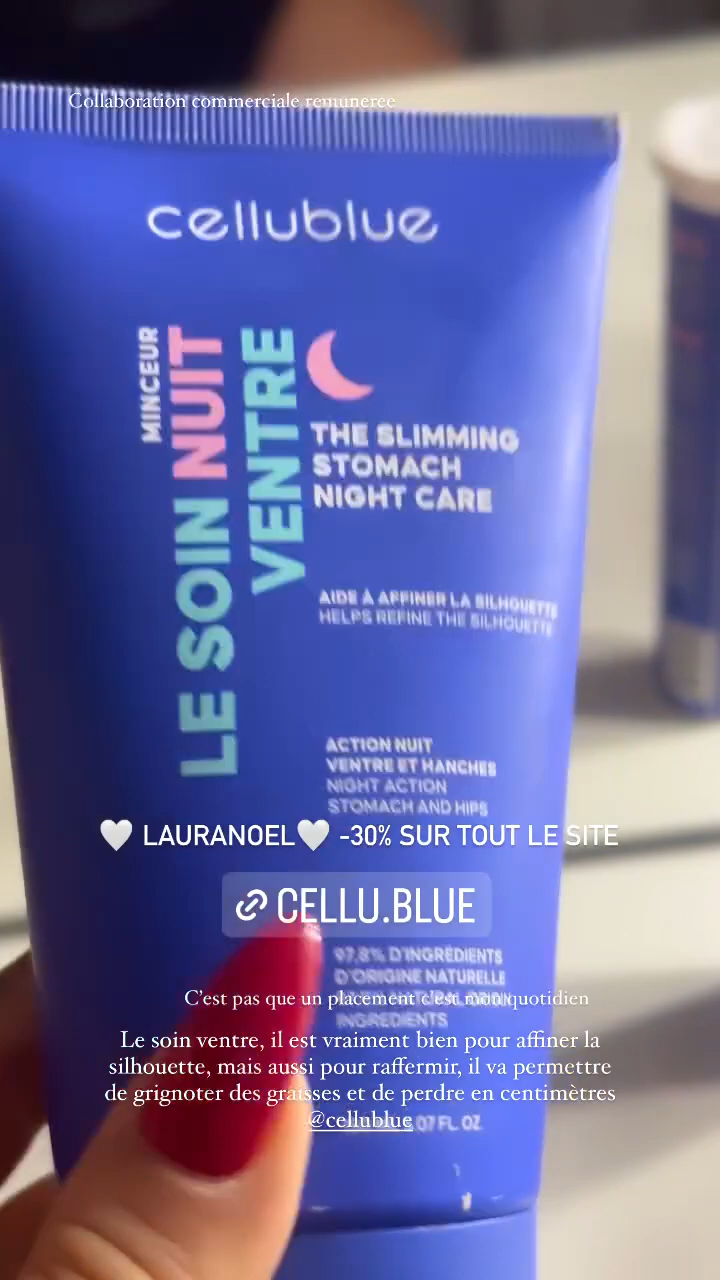 Collaboration commerciale rémunérée
cellublue
MINCEUR
LE SOIN NUIT
VENTRE
THE SLIMMING
STOMACH
NIGHT CARE
AIDE À AFFINER LA SILHOUETTE
HELPS REFINE THE SILHOUETTE
ACTION NUIT
VENTRE ET HANCHES
NIGHT ACTION
STOMACH AND HIPS
🤍 LAURANOEL🤍 -30% SUR TOUT LE SITE
CELLU.BLUE
97,8% D'INGRÉDIENTS
D'ORIGINE NATURELLE
C'est pas que un placement c'est mon quotidien
INGREDIENTS
Le soin ventre, il est vraiment bien pour affiner la
silhouette, mais aussi pour raffermir, il va permettre
de grignoter des graisses et de perdre en centimètres
@cellublue
07 FL. OZ